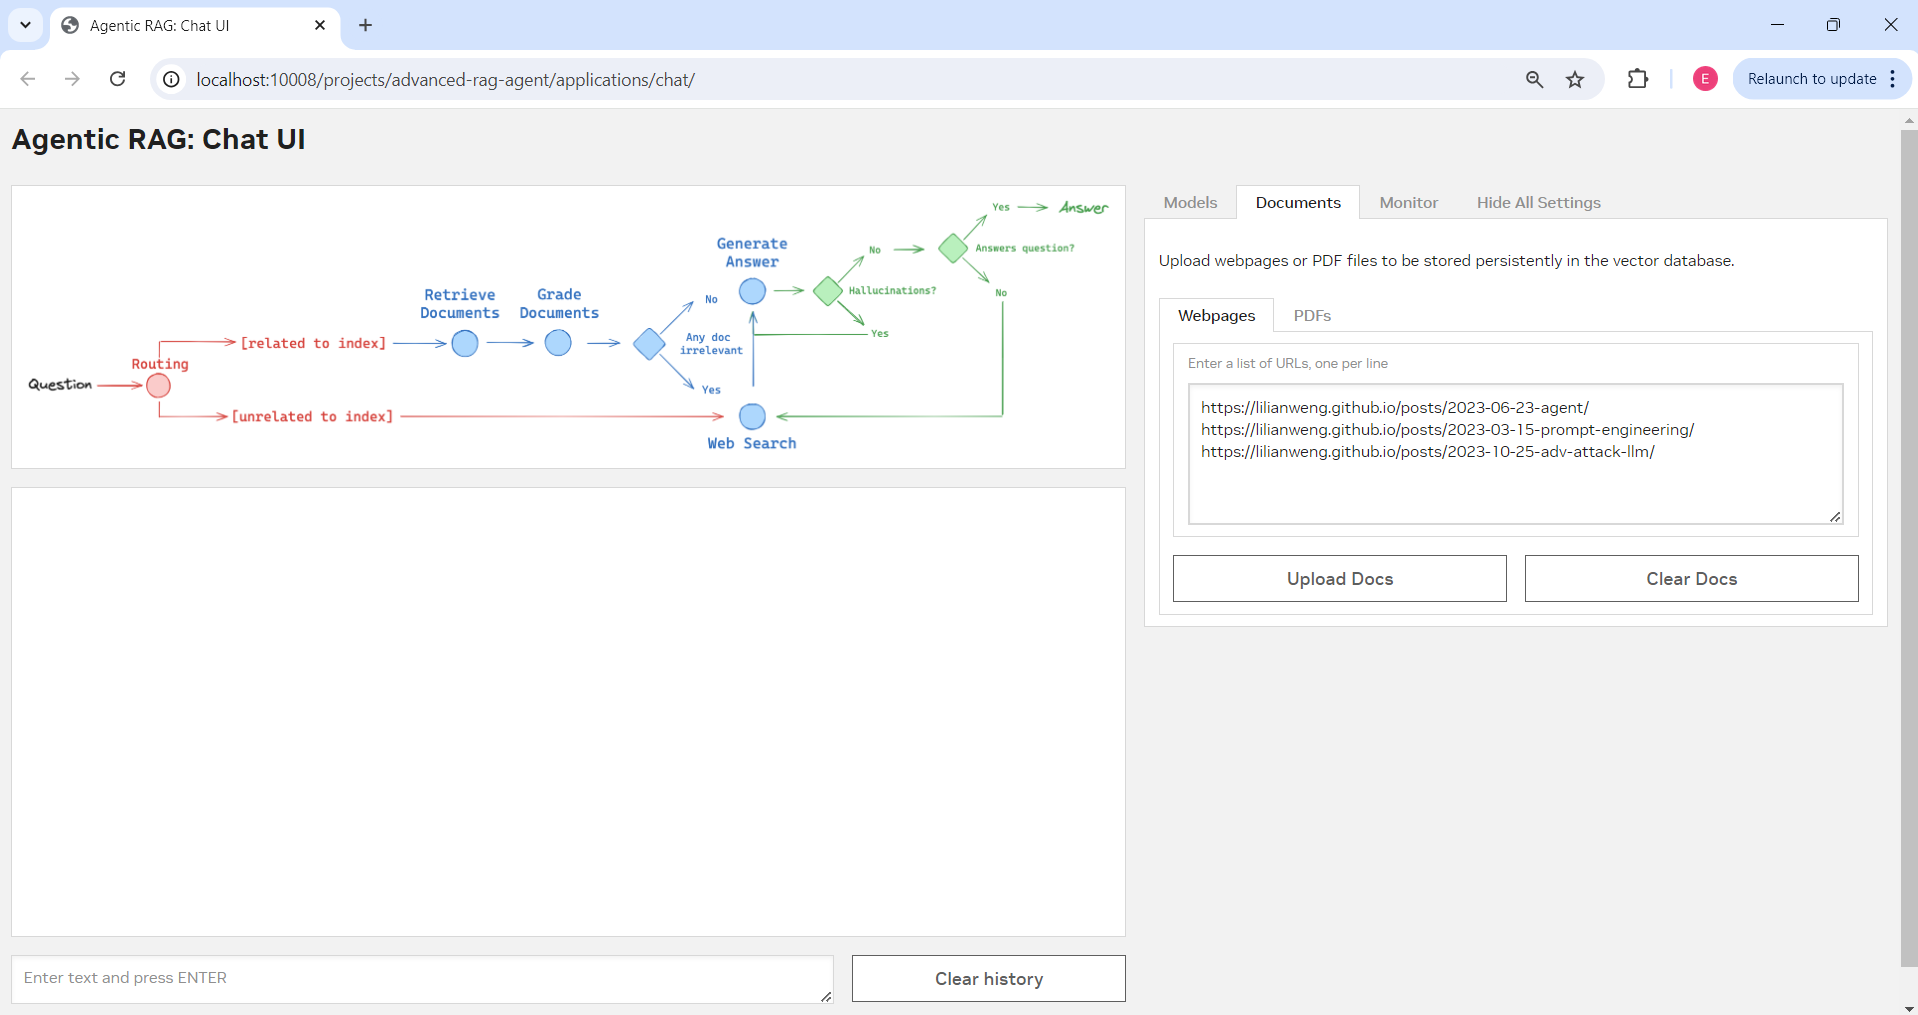 Agentic RAG: Chat UI
localhost:10008/projects/advanced-rag-agent/applications/chat/
E
Relaunch to update
Agentic RAG: Chat UI
Question
Routing
[related to index]
[unrelated to index]
Retrieve
Documents
Grade
Documents
No
Any doc
irrelevant
Yes
Generate
Answer
Web Search
No
Hallucinations?
Yes
Yes
Answer
Answers question?
No
Enter text and press ENTER
Clear history
Models
Documents
Monitor
Hide All Settings
Upload webpages or PDF files to be stored persistently in the vector database.
Webpages
PDFs
Enter a list of URLs, one per line
https://lilianweng.github.io/posts/2023-06-23-agent/
https://lilianweng.github.io/posts/2023-03-15-prompt-engineering/
https://lilianweng.github.io/posts/2023-10-25-adv-attack-llm/
Upload Docs
Clear Docs